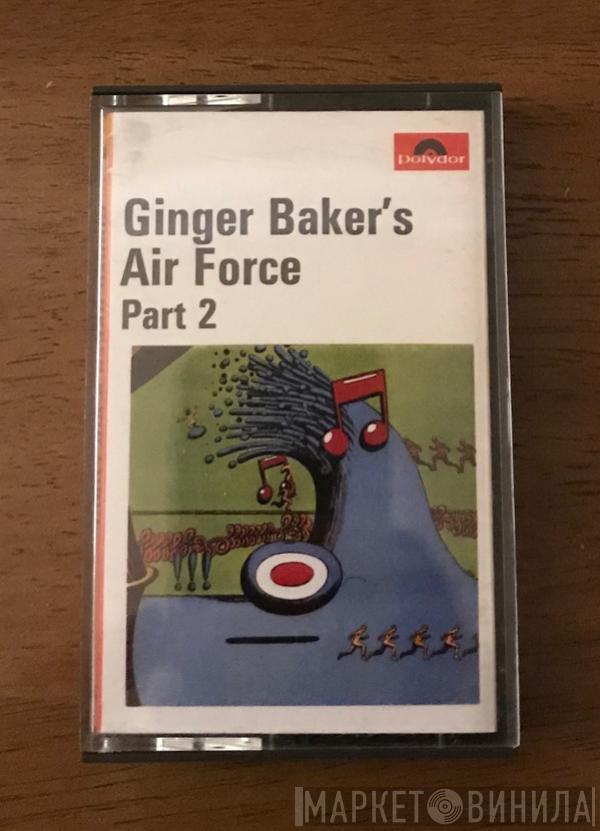 polydor
Ginger Baker's
Air Force
Part 2
МАРКЕТ ВИНИЛА